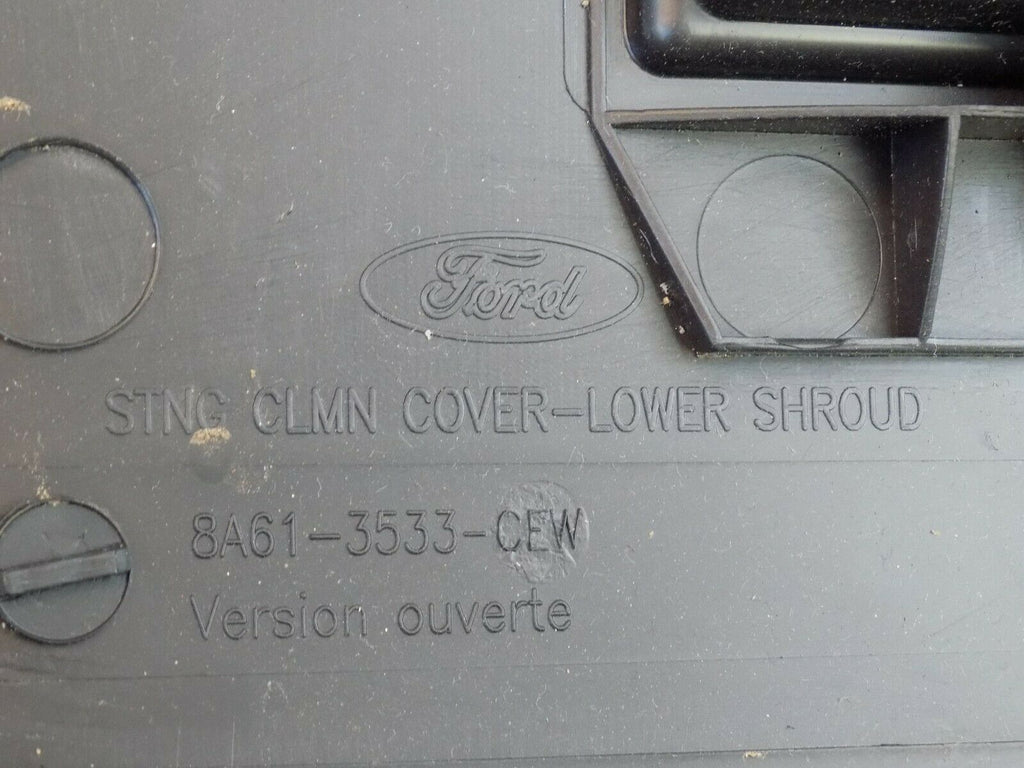 Ford
STNG CLMN COVER-LOWER SHROUD
8A61-3533-CEW
Version ouverte